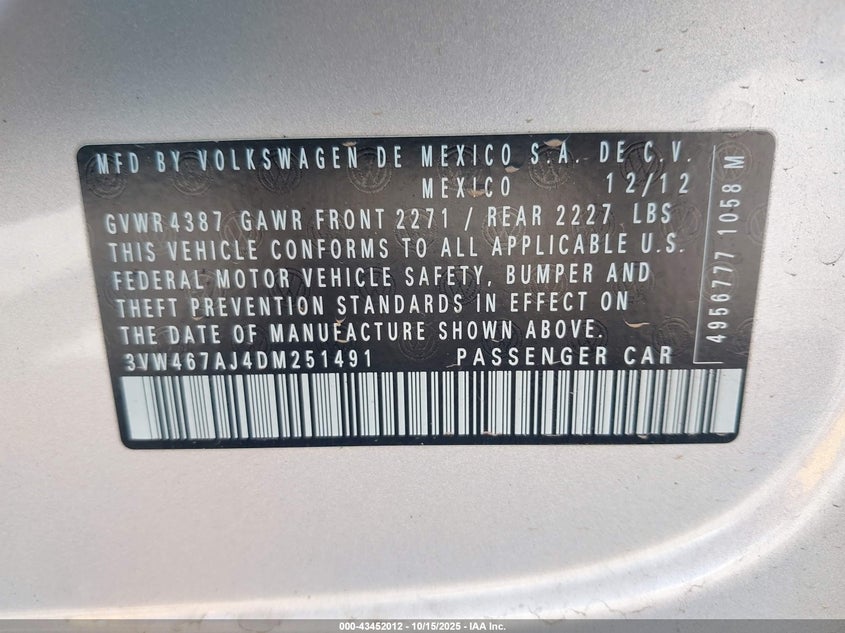 MFD BY VOLKSWAGEN DE MEXICO S.A. DE C.V.
MEXICO 12/12
GVWR 4387 GAWR FRONT 2271 / REAR 2227 LBS
THIS VEHICLE CONFORMS TO ALL APPLICABLE U.S.
FEDERAL MOTOR VEHICLE SAFETY, BUMPER AND
THEFT PREVENTION STANDARDS IN EFFECT ON
THE DATE OF MANUFACTURE SHOWN ABOVE.
3VW467AJ4DM251491 PASSENGER CAR
4956777 1058 M
000-43452012 - 10/15/2025 - IAA Inc.